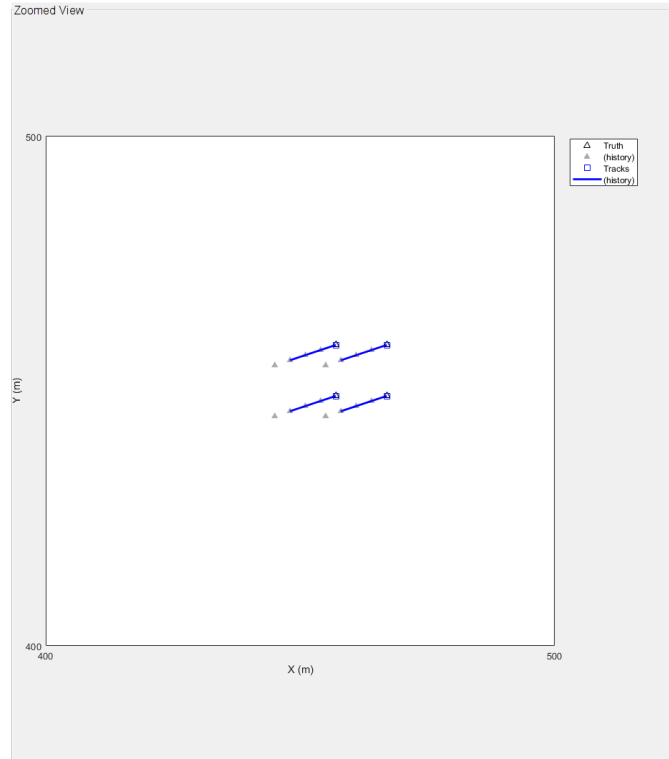 Zoomed View
500
Truth
(history)
Tracks
(history)
Y (m)
400
400
500
X (m)